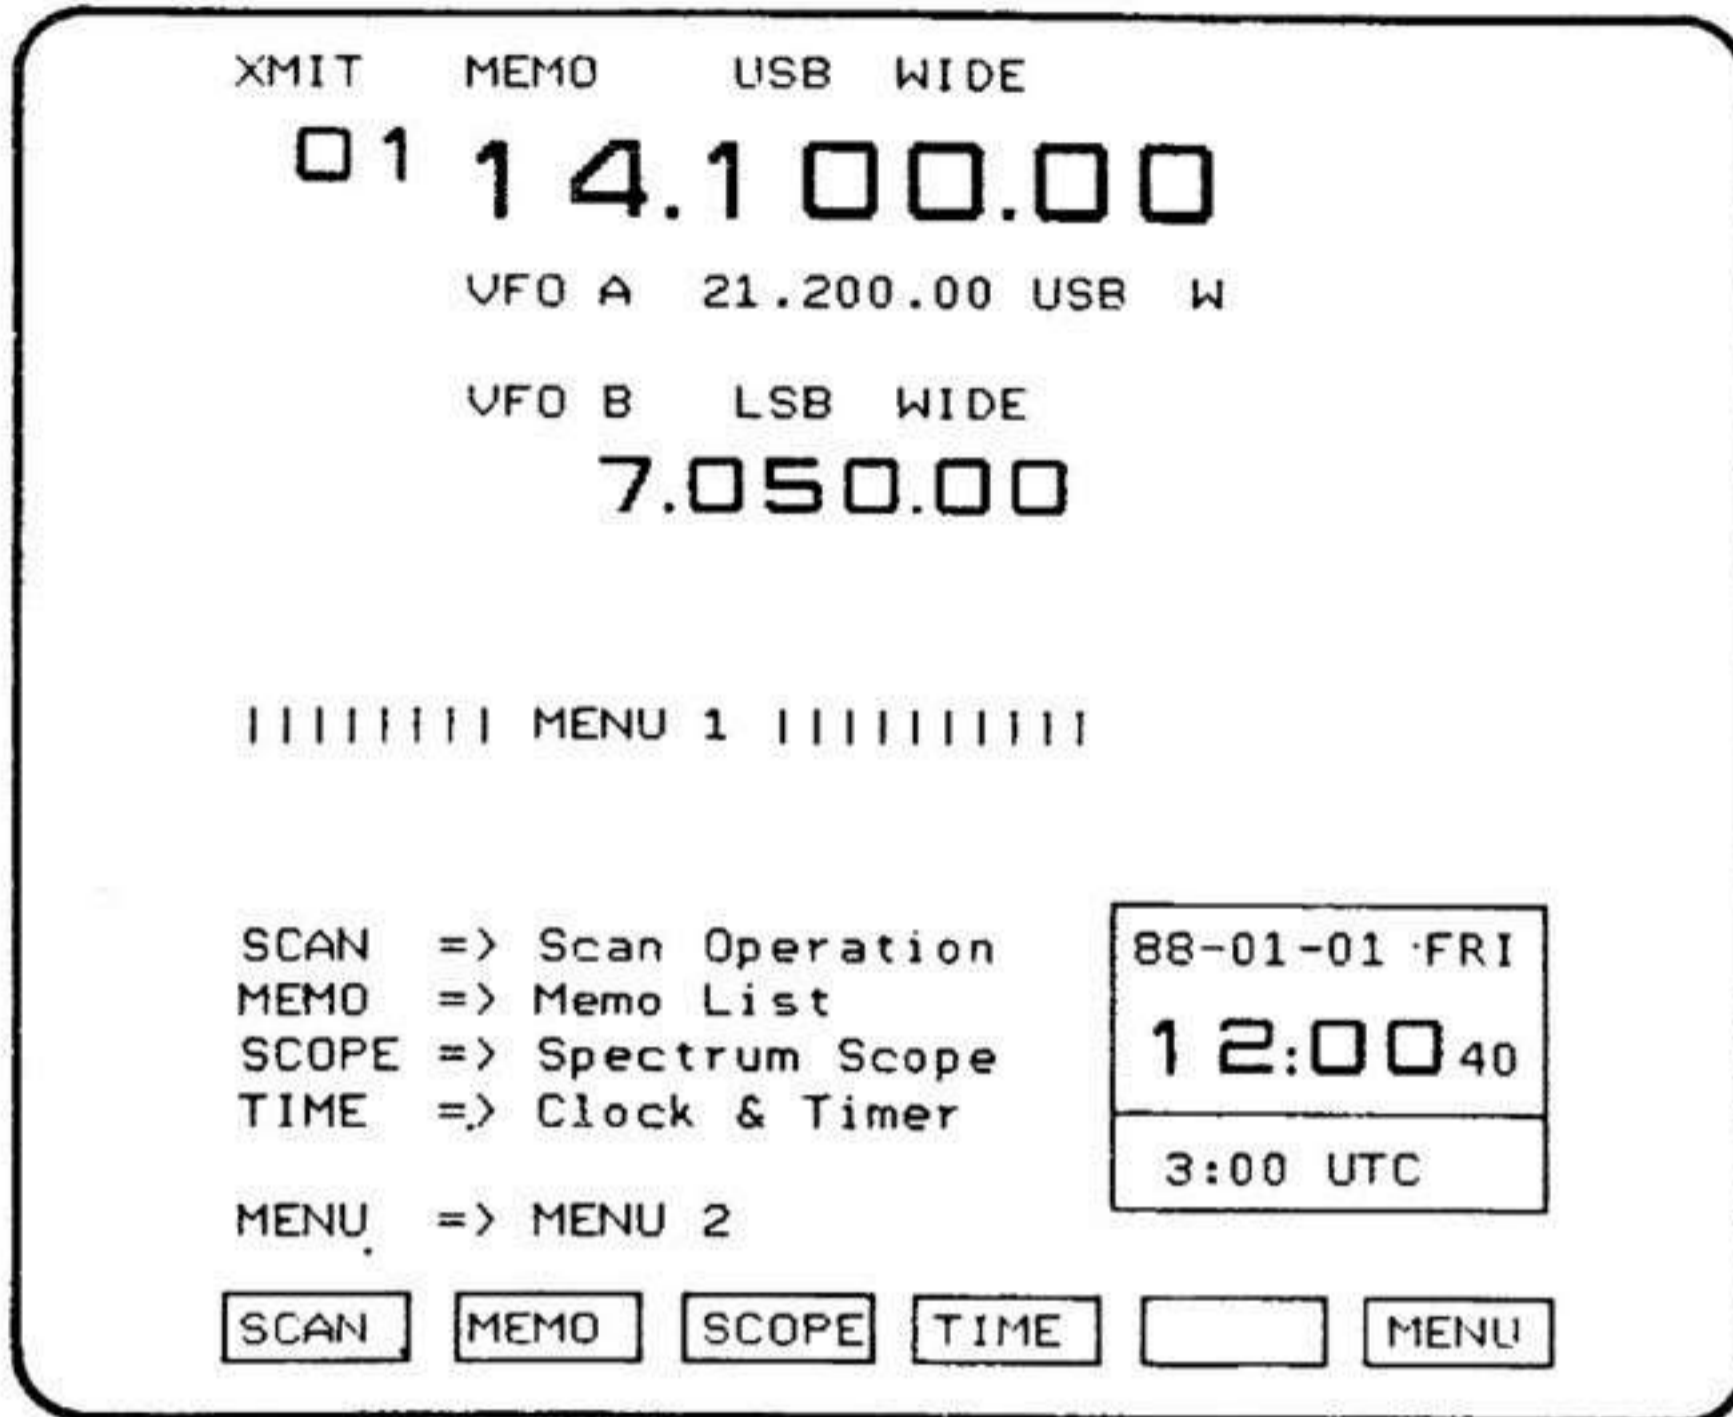 XMIT MEMO USB WIDE
01 14.100.00
VFO A 21.200.00 USB W
VFO B LSB WIDE
7.050.00
|||||||| MENU 1 ||||||||||
SCAN => Scan Operation
MEMO => Memo List
SCOPE => Spectrum Scope
TIME => Clock & Timer
MENU => MENU 2
88-01-01 FRI
12:00 40
3:00 UTC
SCAN MEMO SCOPE TIME MENU